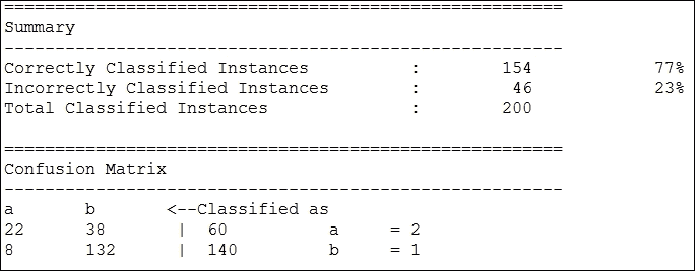 =======================================================
Summary
-------------------------------------------------------
Correctly Classified Instances          :        154            77%
Incorrectly Classified Instances        :         46            23%
Total Classified Instances              :        200
=======================================================
Confusion Matrix
-------------------------------------------------------
a       b       <--Classified as
22      38       |  60          a     = 2
8       132      |  140         b     = 1